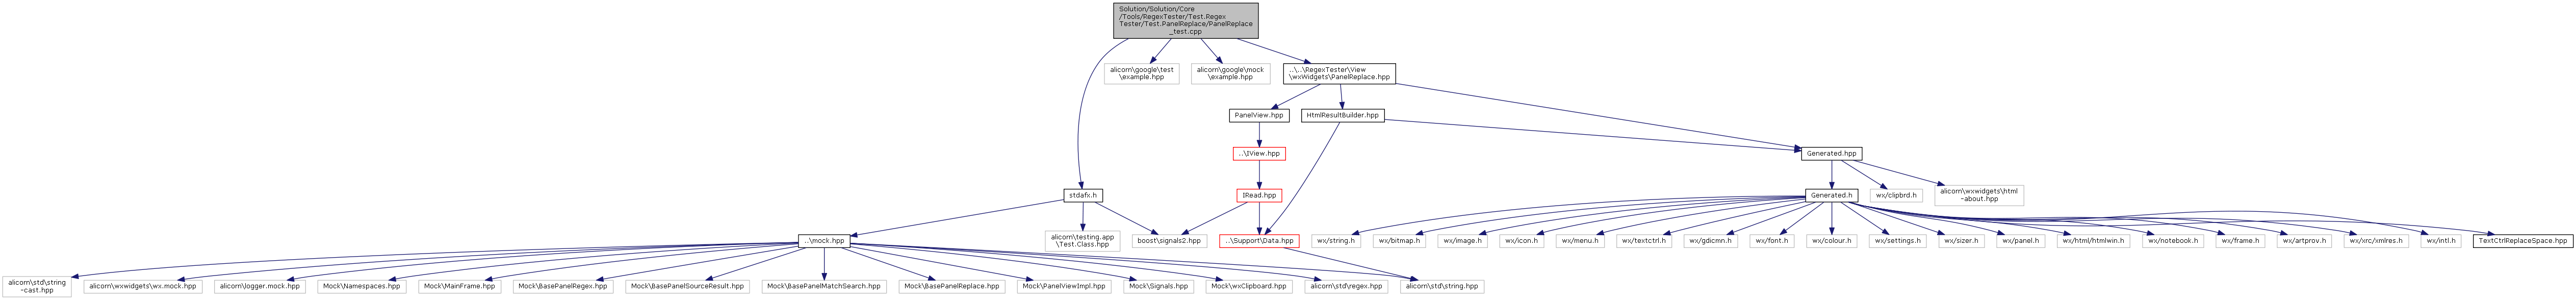 Solution/Solution/Core
/Tools/RegexTester/Test.Regex
Tester/Test.PanelReplace/PanelReplace
_test.cpp
alicorn\google\test
\example.hpp
alicorn\google\mock
\example.hpp
..\..\RegexTester\View
\wxWidgets\PanelReplace.hpp
PanelView.hpp
HtmlResultBuilder.hpp
..\IView.hpp
Generated.hpp
stdafx.h
IRead.hpp
Generated.h
wx/clipbrd.h
alicorn\wxwidgets\html
-about.hpp
..\mock.hpp
alicorn\testing.app
\Test.Class.hpp
boost\signals2.hpp
..\Support\Data.hpp
wx/string.h
wx/bitmap.h
wx/image.h
wx/icon.h
wx/menu.h
wx/textctrl.h
wx/gdicmn.h
wx/font.h
wx/colour.h
wx/settings.h
wx/sizer.h
wx/panel.h
wx/html/htmlwin.h
wx/notebook.h
wx/frame.h
wx/artprov.h
wx/xrc/xmlres.h
wx/intl.h
TextCtrlReplaceSpace.hpp
alicorn\std\string
-cast.hpp
alicorn\wxwidgets\wx.mock.hpp
alicorn\logger.mock.hpp
Mock\Namespaces.hpp
Mock\MainFrame.hpp
Mock\BasePanelRegex.hpp
Mock\BasePanelSourceResult.hpp
Mock\BasePanelMatchSearch.hpp
Mock\BasePanelReplace.hpp
Mock\PanelViewImpl.hpp
Mock\Signals.hpp
Mock\wxClipboard.hpp
alicorn\std\regex.hpp
alicorn\std\string.hpp